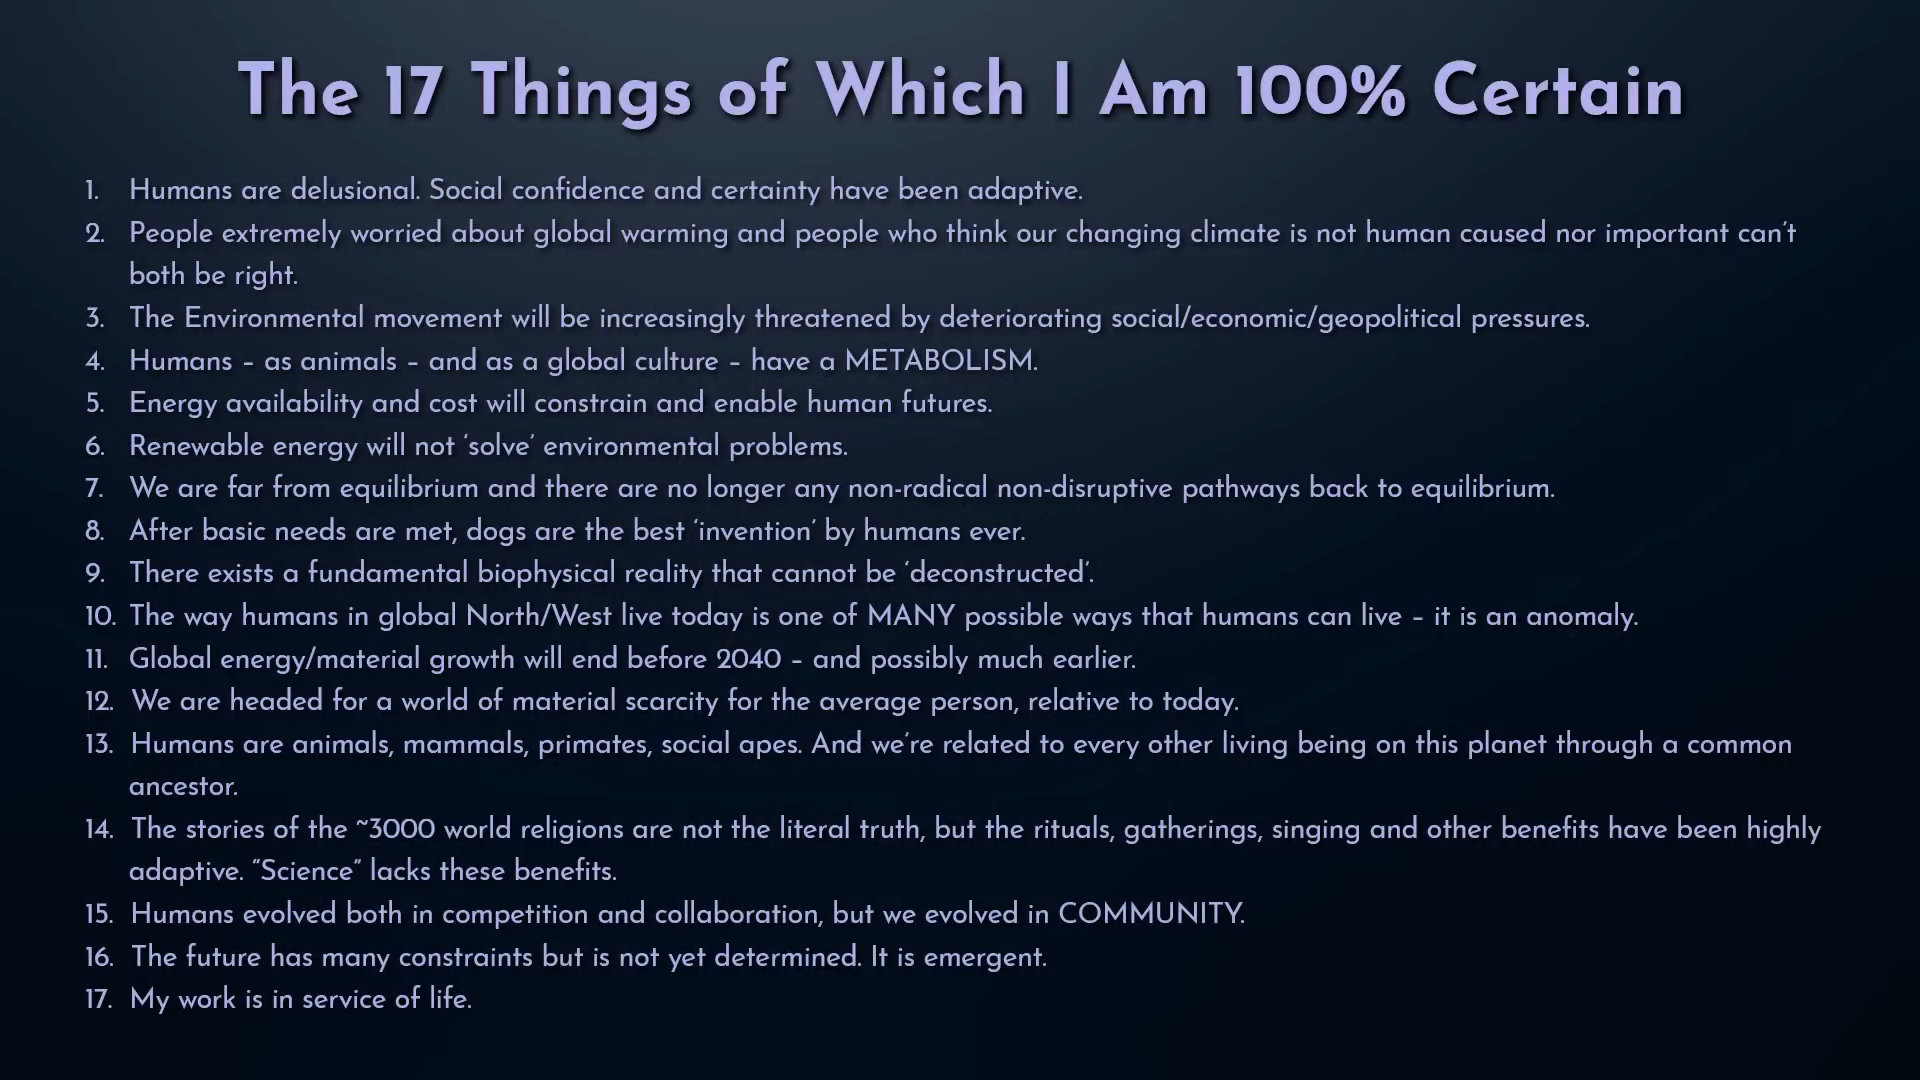 The 17 Things of Which I Am 100% Certain
1. Humans are delusional. Social confidence and certainty have been adaptive.
2. People extremely worried about global warming and people who think our changing climate is not human caused nor important can’t
both be right.
3. The Environmental movement will be increasingly threatened by deteriorating social/economic/geopolitical pressures.
4. Humans – as animals – and as a global culture – have a METABOLISM.
5. Energy availability and cost will constrain and enable human futures.
6. Renewable energy will not ‘solve’ environmental problems.
7. We are far from equilibrium and there are no longer any non-radical non-disruptive pathways back to equilibrium.
8. After basic needs are met, dogs are the best ‘invention’ by humans ever.
9. There exists a fundamental biophysical reality that cannot be ‘deconstructed’.
10. The way humans in global North/West live today is one of MANY possible ways that humans can live – it is an anomaly.
11. Global energy/material growth will end before 2040 – and possibly much earlier.
12. We are headed for a world of material scarcity for the average person, relative to today.
13. Humans are animals, mammals, primates, social apes. And we’re related to every other living being on this planet through a common
ancestor.
14. The stories of the ~3000 world religions are not the literal truth, but the rituals, gatherings, singing and other benefits have been highly
adaptive. “Science” lacks these benefits.
15. Humans evolved both in competition and collaboration, but we evolved in COMMUNITY.
16. The future has many constraints but is not yet determined. It is emergent.
17. My work is in service of life.